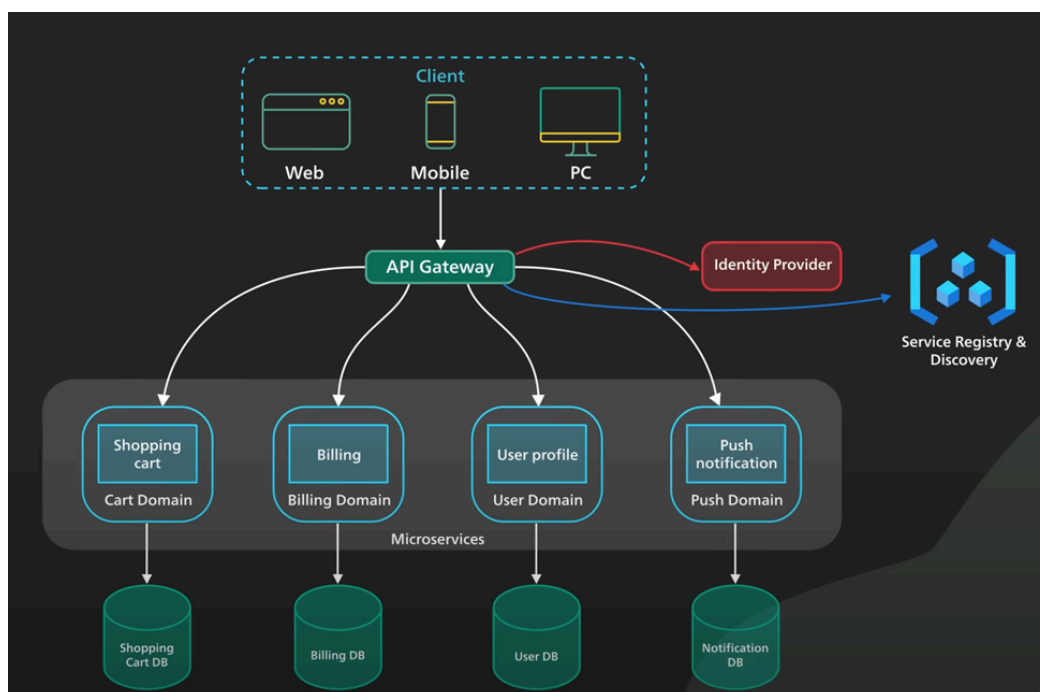 Client
Web
Mobile
PC
API Gateway
Identity Provider
Service Registry &
Discovery
Shopping
cart
Cart Domain
Billing
Billing Domain
User profile
User Domain
Push
notification
Push Domain
Microservices
Shopping
Cart DB
Billing DB
User DB
Notification
DB